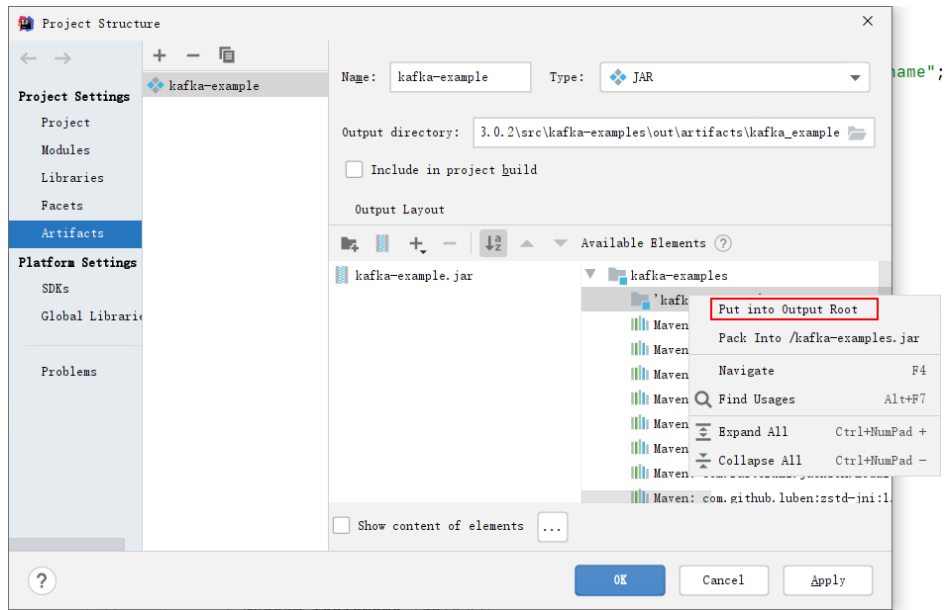 Project Structure
Project Settings
Project
Modules
Libraries
Facets
Artifacts
Platform Settings
SDKs
Global Librarie
Problems
kafka-example
Name: kafka-example Type: JAR
Output directory: 3.0.2\src\kafka-examples\out\artifacts\kafka_example
Include in project build
Output Layout
Available Elements ?
kafka-example.jar
kafka-examples
'kafk
Maven
Maven
Maven
Maven
Maven
Maven
Maven:
Maven: com.github.luben:zstd-jni:1.
Put into Output Root
Pack Into /kafka-examples.jar
Navigate F4
Find Usages Alt+F7
Expand All Ctrl+NumPad +
Collapse All Ctrl+NumPad -
Show content of elements ...
? OK Cancel Apply
name";